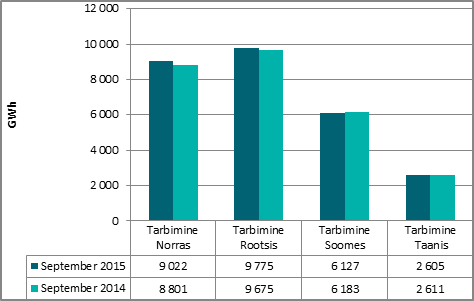 12 000
10 000
8 000
6 000
4 000
2 000
0
GWh
Tarbimine Norras
Tarbimine Rootsis
Tarbimine Soomes
Tarbimine Taanis
September 2015 9 022 9 775 6 127 2 605
September 2014 8 801 9 675 6 183 2 611